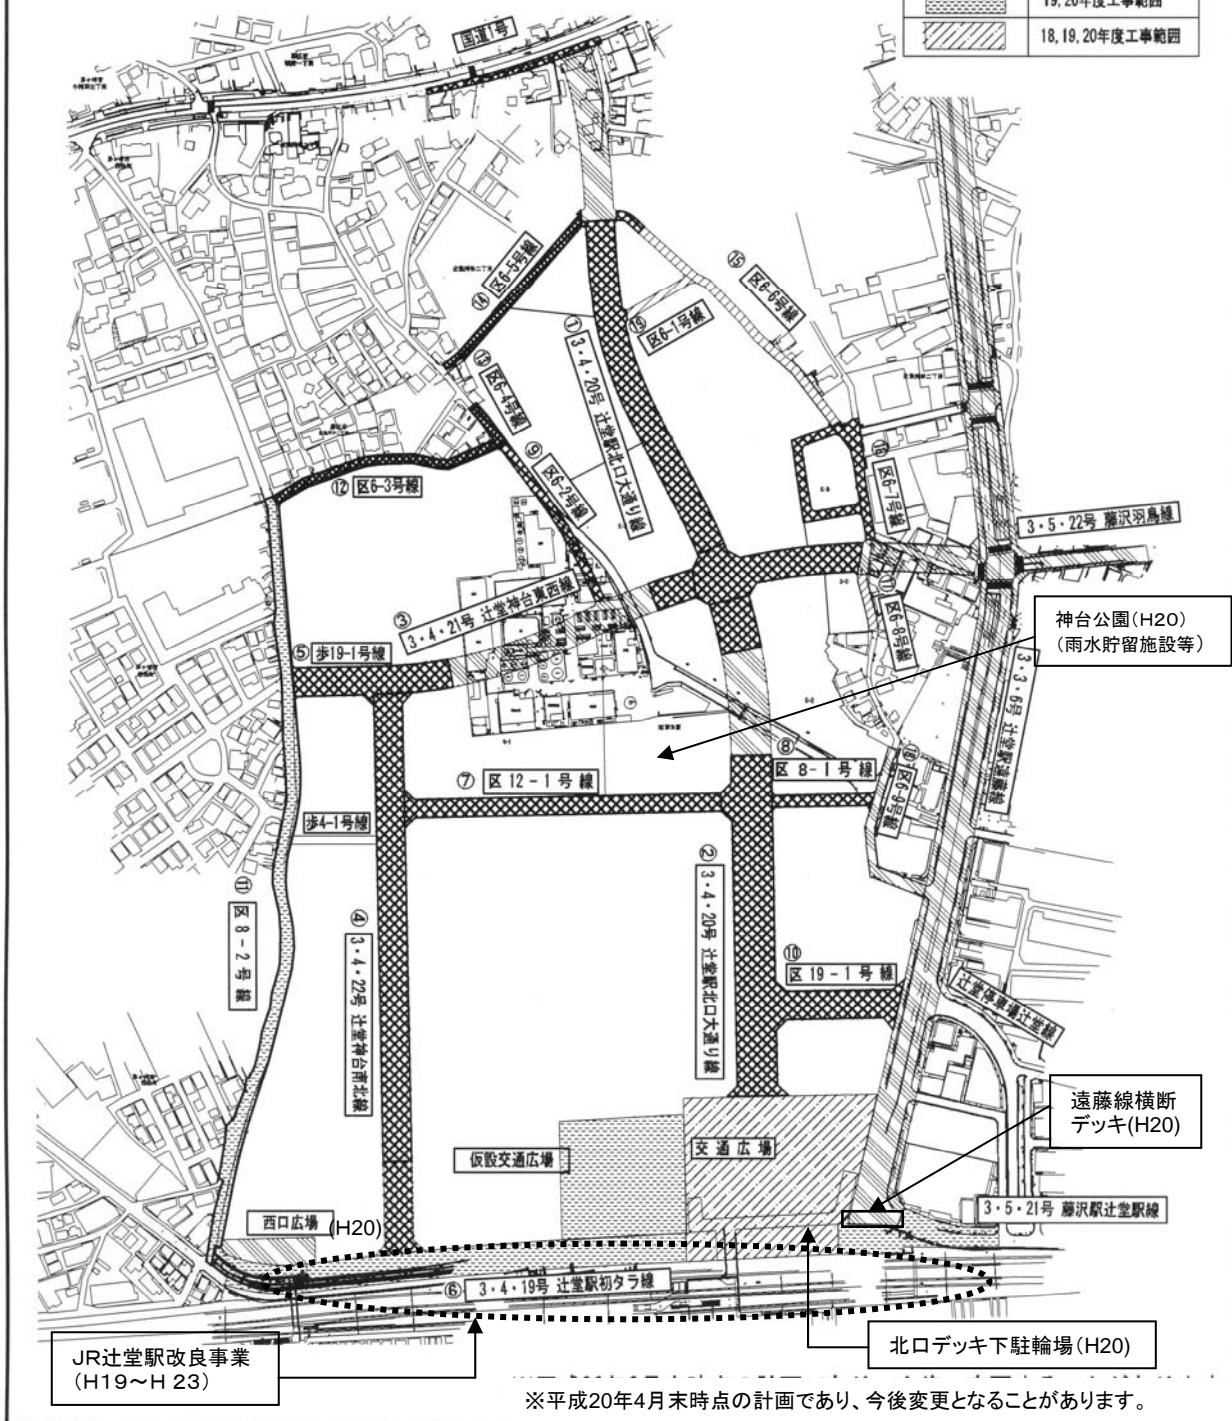 19,20年度工事範囲
18,19,20年度工事範囲
国道1号
⑭ 区6-5号線
① 3・4・20号 辻堂駅北口大通り線
⑲ 区6-1号線
⑮ 区6-6号線
⑬ 区6-4号線
⑨ 区6-2号線
⑫ 区6-3号線
区6-7号線
3・5・22号 藤沢羽鳥線
③ 3・4・21号 辻堂神台東西線
⑰ 区6-8号線
神台公園(H20)
(雨水貯留施設等)
⑤ 歩19-1号線
3・3・6号 辻堂駅遠藤線
⑦ 区12-1号線
⑧ 区8-1号線
区6-9号線
歩4-1号線
⑪ 区8-2号線
④ 3・4・22号 辻堂神台南北線
② 3・4・20号 辻堂駅北口大通り線
⑩ 区19-1号線
辻堂停車場辻堂線
遠藤線横断
デッキ(H20)
仮設交通広場
交通広場
西口広場 (H20)
3・5・21号 藤沢駅辻堂駅線
⑥ 3・4・19号 辻堂駅初タラ線
JR辻堂駅改良事業
(H19~H 23)
北口デッキ下駐輪場(H20)
※平成20年4月末時点の計画であり、今後変更となることがあります。